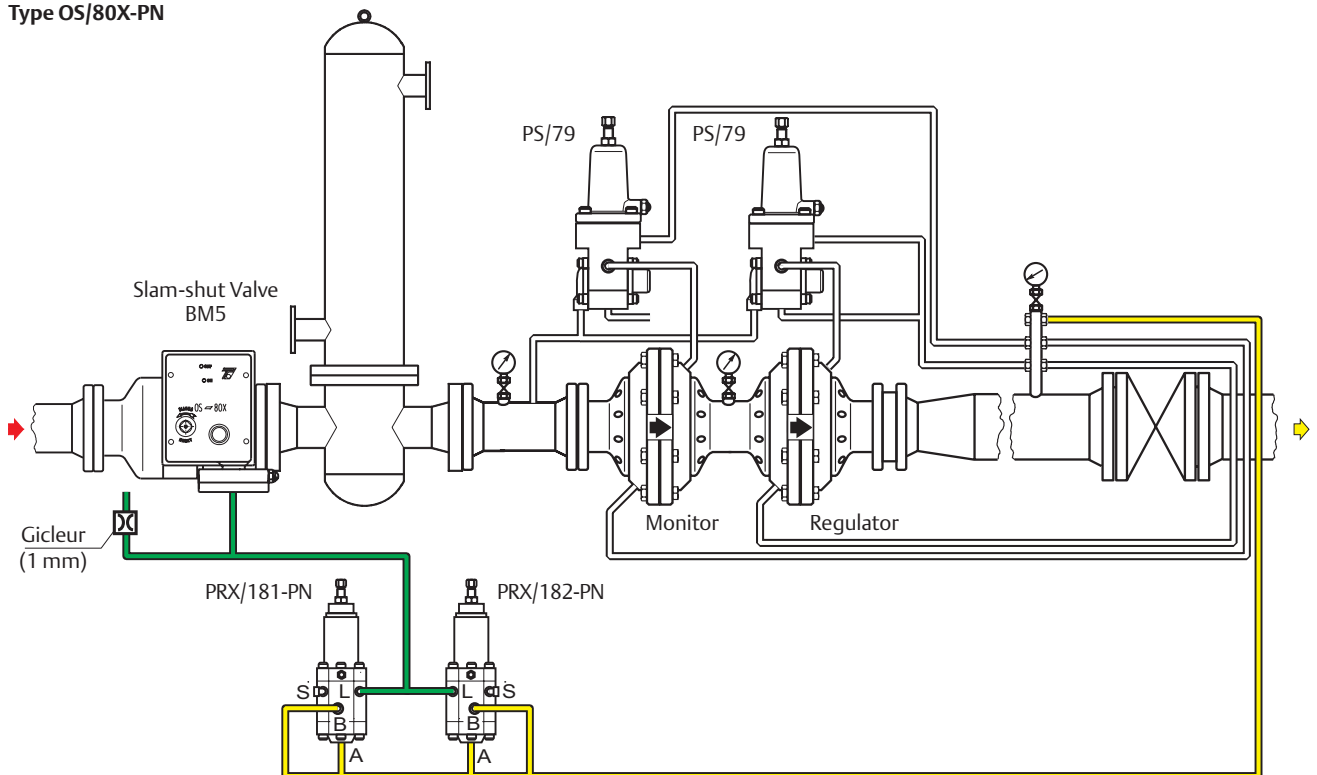 Type OS/80X-PN
PS/79
PS/79
Slam-shut Valve
BM5
OS
80X
Gicleur
(1 mm)
Monitor
Regulator
PRX/181-PN
PRX/182-PN
S
L
L
S
B
B
A
A